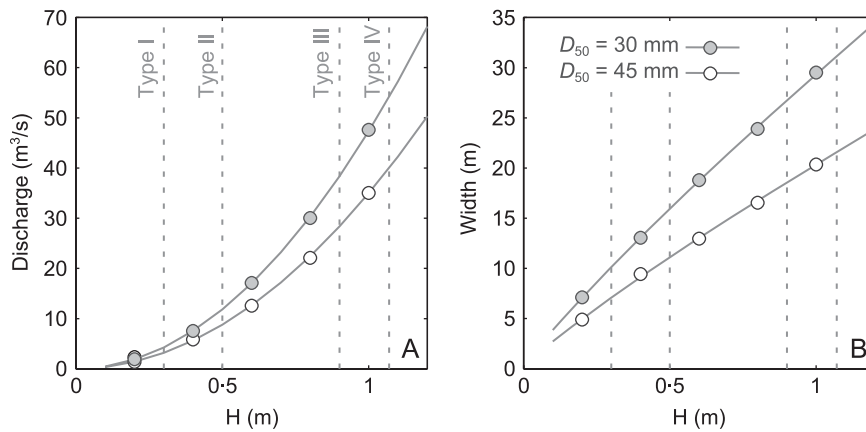 70
60
50
40
30
20
10
0
Discharge (m³/s)
Type I
Type II
Type III
Type IV
A
0
0·5
1
H (m)
35
30
25
20
15
10
5
0
Width (m)
D₅₀ = 30 mm
D₅₀ = 45 mm
B
0
0·5
1
H (m)